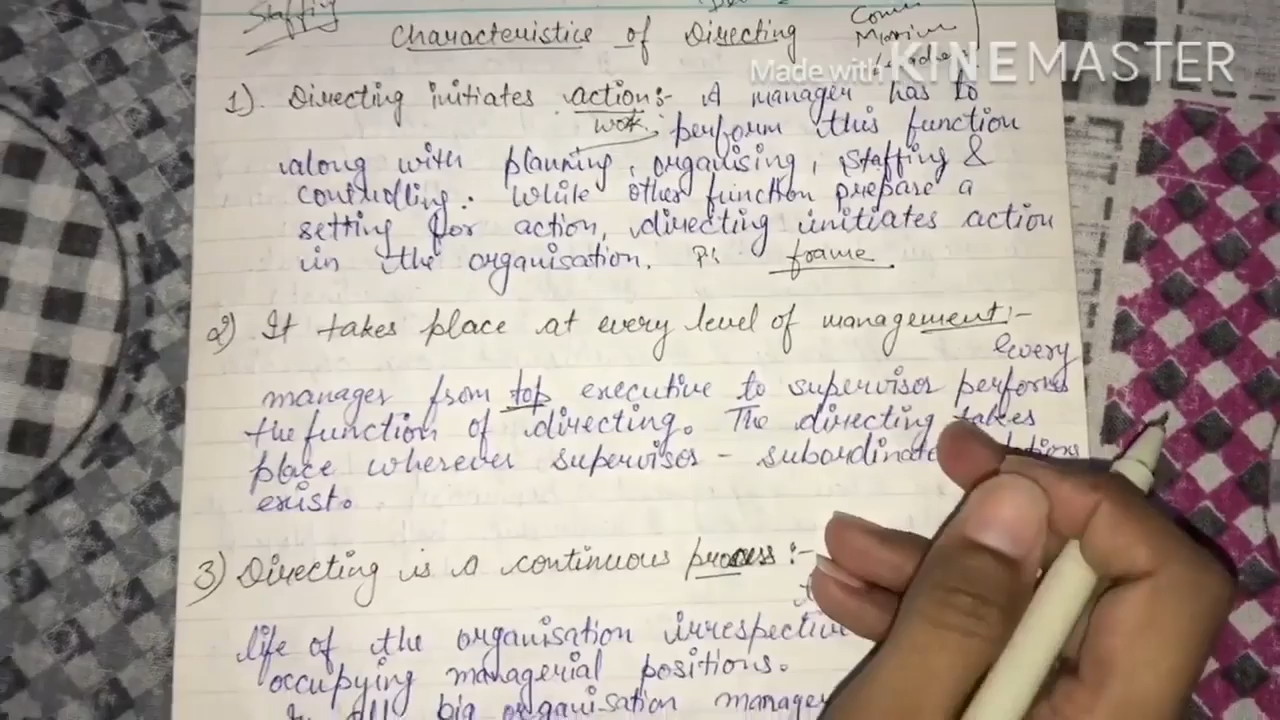 Staffing
Characteristics of Directing
Made with KINEMASTER
1). Directing initiates action:- A manager has to
work, perform this function
along with planning, organising, staffing &
controlling. While other function prepare a
setting for action, directing initiates action
in the organisation. frame.
2) It takes place at every level of management:-
every
manager from top executive to supervisor performs
the function of directing. The directing takes
place wherever supervisor - subordinate
exist.
3) Directing is a continuous process:-
life of the organisation irrespective
occupying managerial positions.
big organisation manager